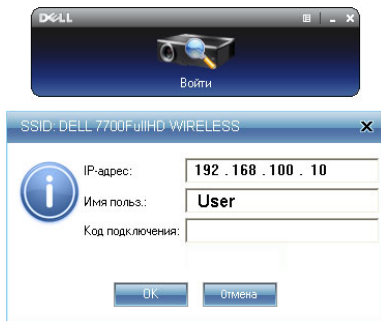 DELL
Войти
SSID: DELL 7700FullHD WIRELESS
IP-адрес: 192 . 168 . 100 . 10
Имя польз.: User
Код подключения:
OK Отмена